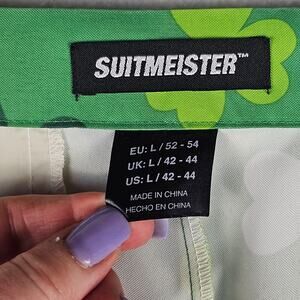 SUITMEISTER™
EU: L / 52 - 54
UK: L / 42 - 44
US: L / 42 - 44
MADE IN CHINA
HECHO EN CHINA